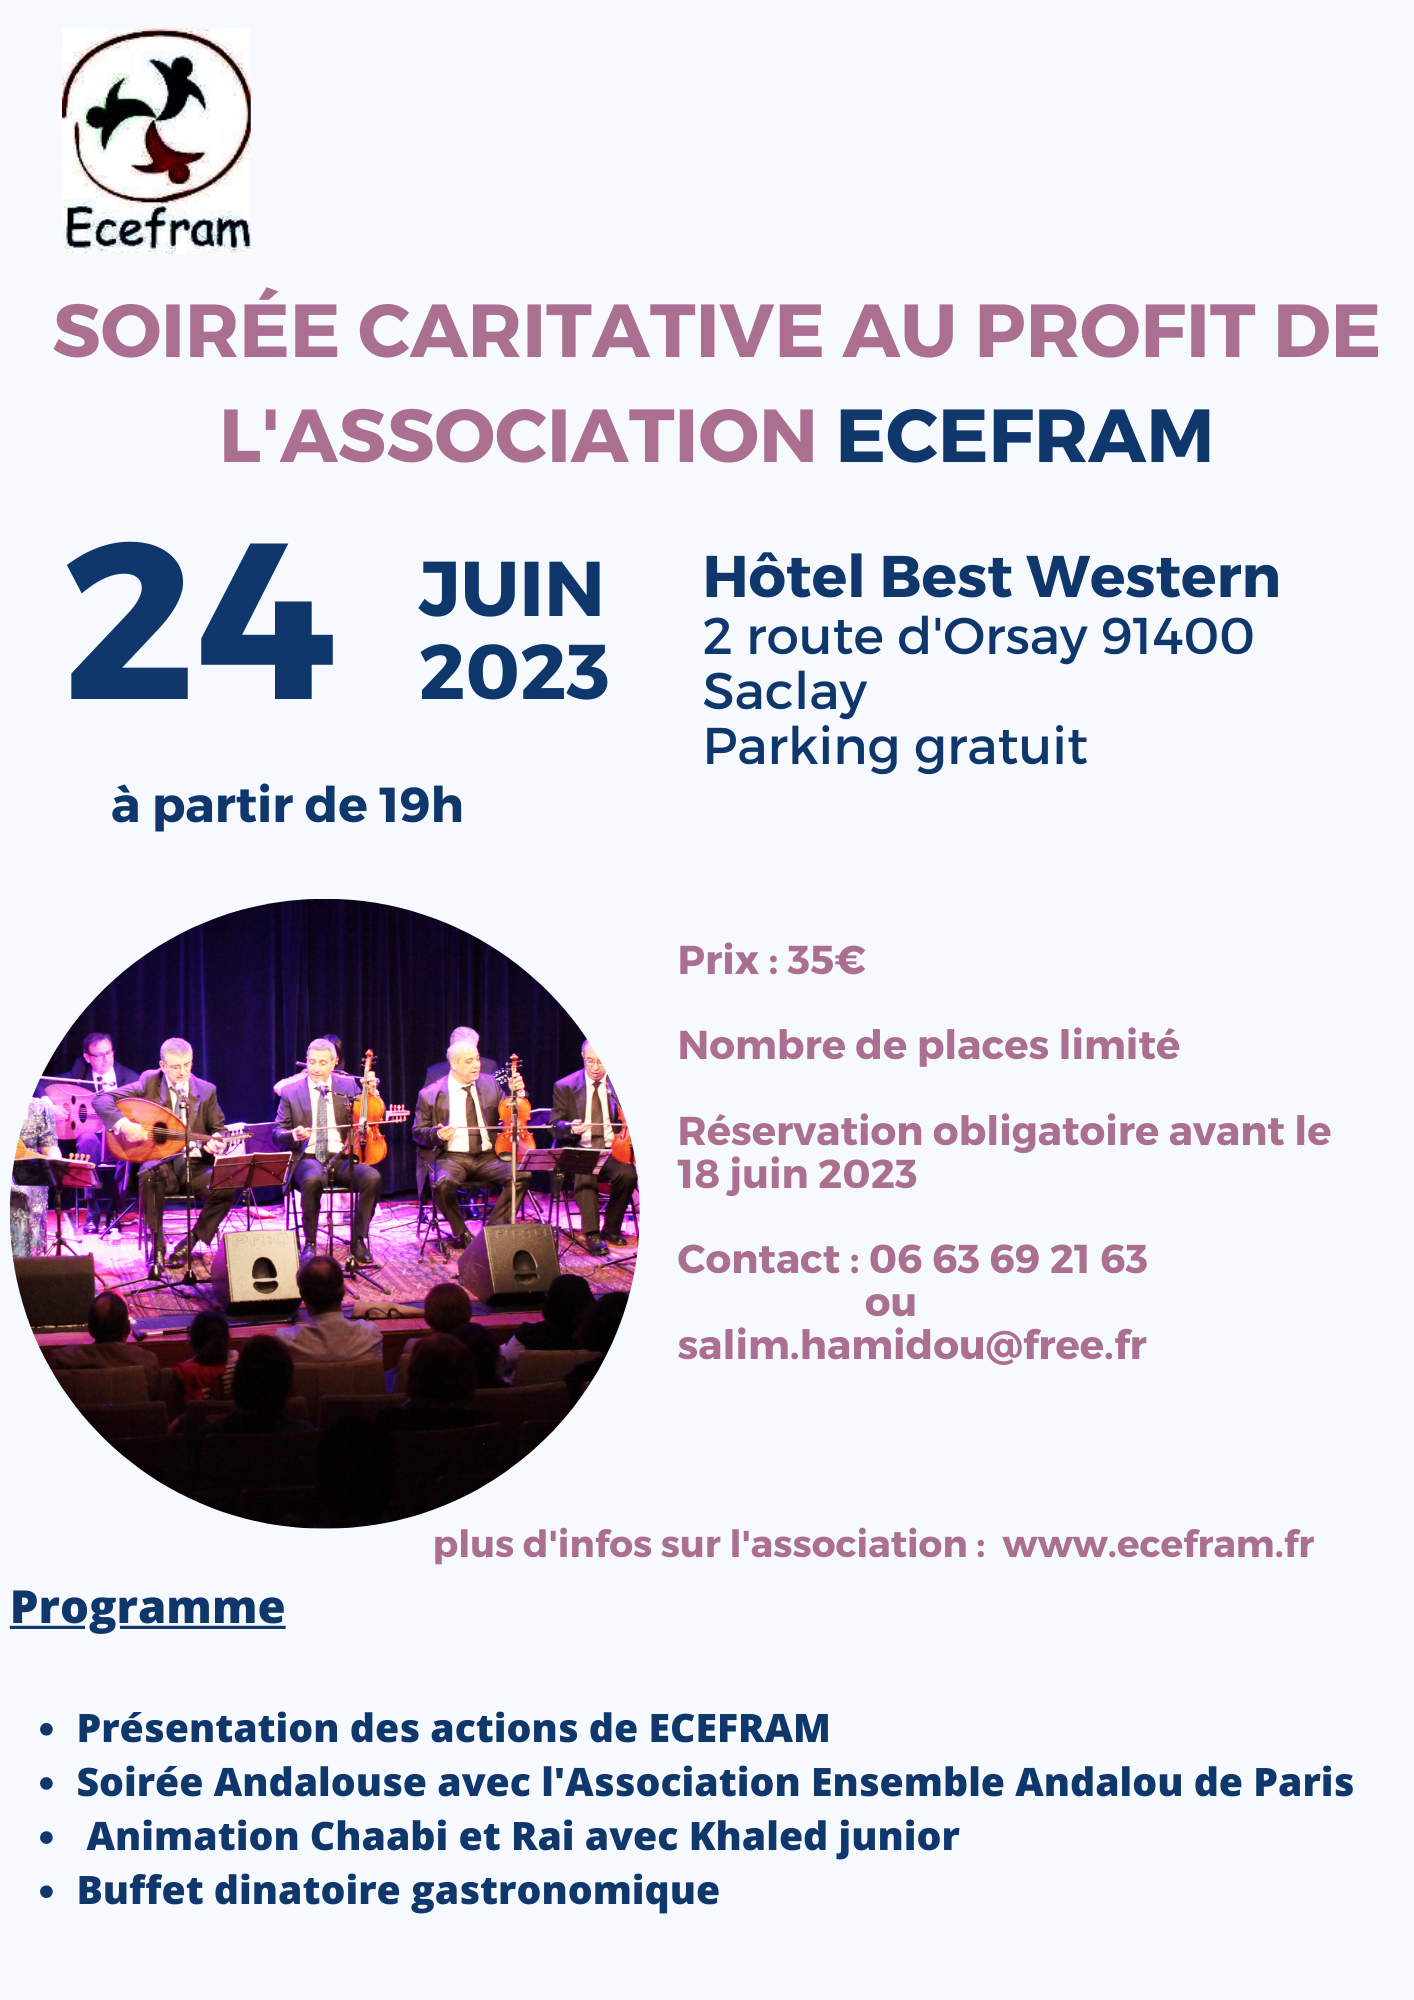 Ecefram
SOIRÉE CARITATIVE AU PROFIT DE
L'ASSOCIATION ECEFRAM
24
JUIN
2023
à partir de 19h
Hôtel Best Western
2 route d'Orsay 91400
Saclay
Parking gratuit
Prix : 35€
Nombre de places limité
Réservation obligatoire avant le
18 juin 2023
Contact : 06 63 69 21 63
ou
salim.hamidou@free.fr
plus d'infos sur l'association : www.ecefram.fr
Programme
• Présentation des actions de ECEFRAM
• Soirée Andalouse avec l'Association Ensemble Andalou de Paris
• Animation Chaabi et Rai avec Khaled junior
• Buffet dinatoire gastronomique